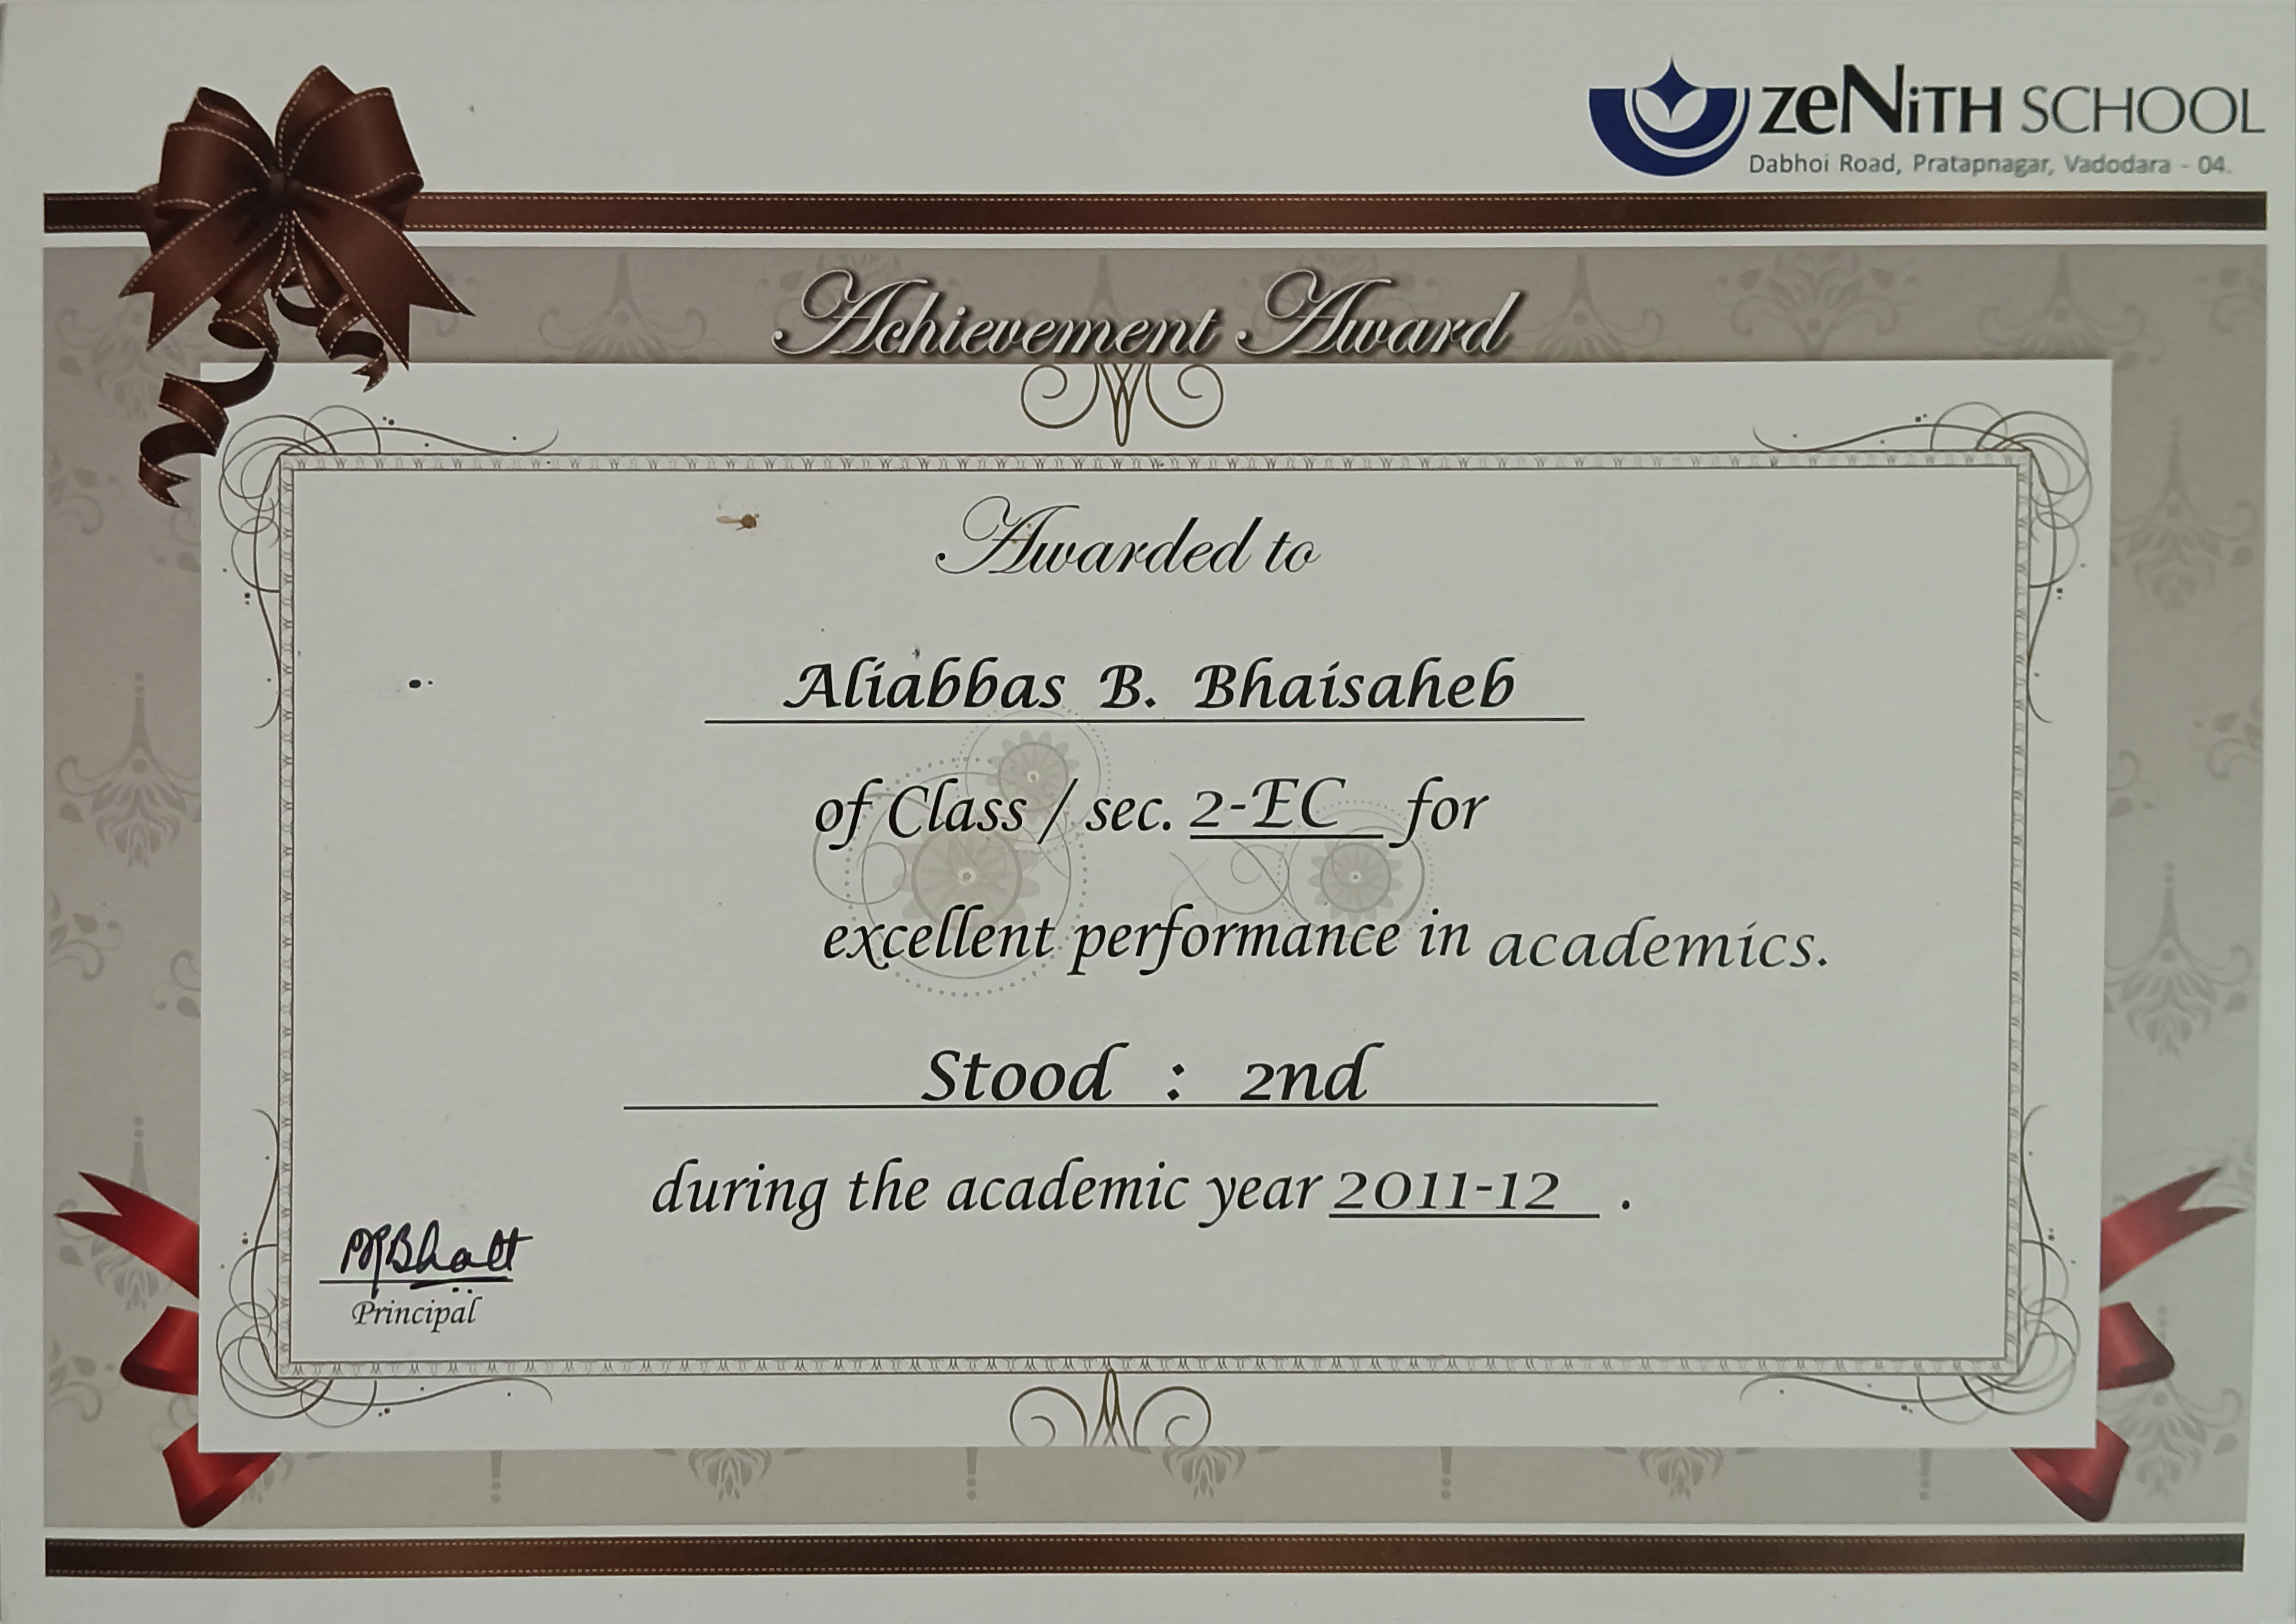 zeNiTH SCHOOL
Dabhoi Road, Pratapnagar, Vadodara - 04.
Achievement Award
Awarded to
Aliabbas B. Bhaisaheb
of Class / sec. 2-EC for
excellent performance in academics.
Stood : 2nd
during the academic year 2011-12 .
Principal